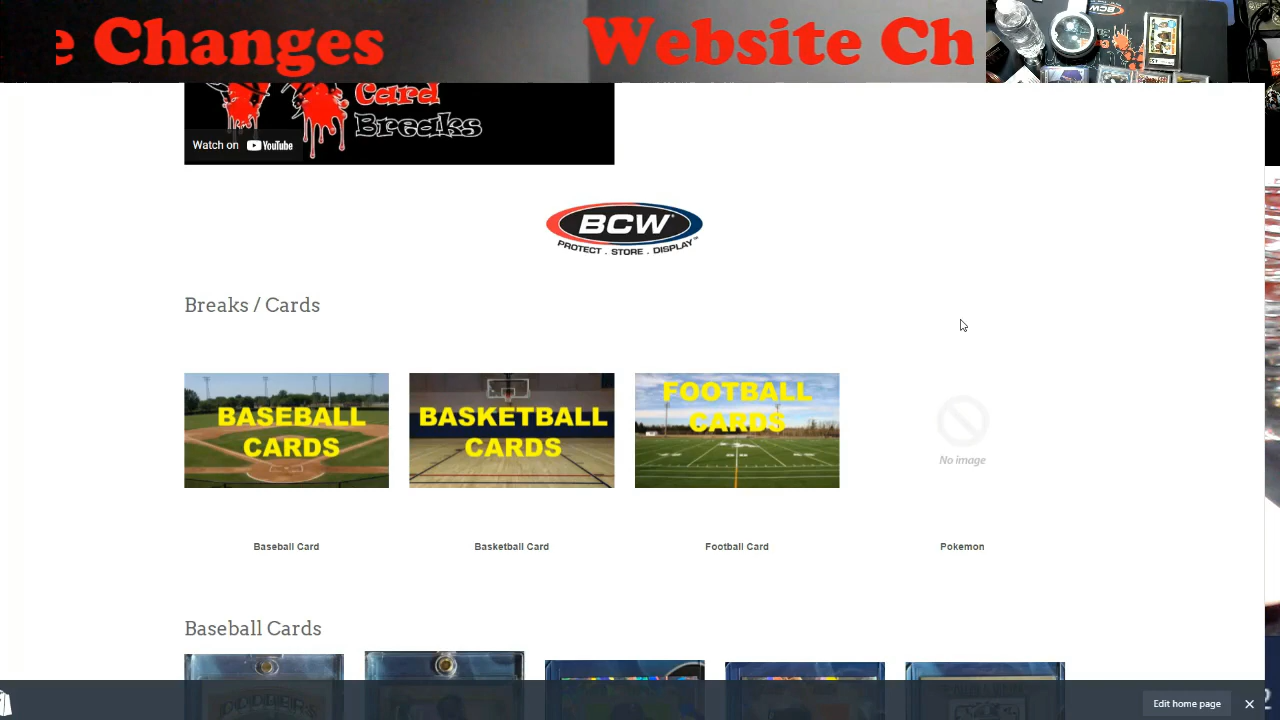 e Changes Website Ch
Card
Breaks
Watch on YouTube
BCW
PROTECT . STORE . DISPLAY™
Breaks / Cards
BASEBALL
CARDS
BASKETBALL
CARDS
FOOTBALL
CARDS
No image
Baseball Card
Basketball Card
Football Card
Pokemon
Baseball Cards
Edit home page